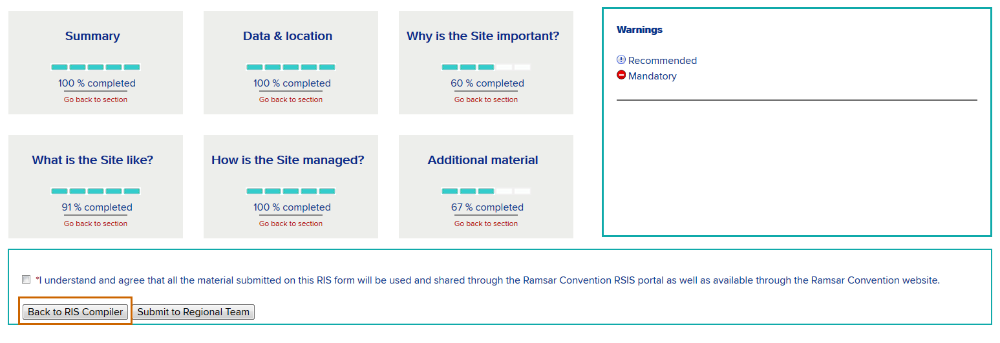 Summary
100 % completed
Go back to section
Data & location
100 % completed
Go back to section
Why is the Site important?
60 % completed
Go back to section
What is the Site like?
91 % completed
Go back to section
How is the Site managed?
100 % completed
Go back to section
Additional material
67 % completed
Go back to section
Warnings
Recommended
Mandatory
*I understand and agree that all the material submitted on this RIS form will be used and shared through the Ramsar Convention RSIS portal as well as available through the Ramsar Convention website.
Back to RIS Compiler
Submit to Regional Team